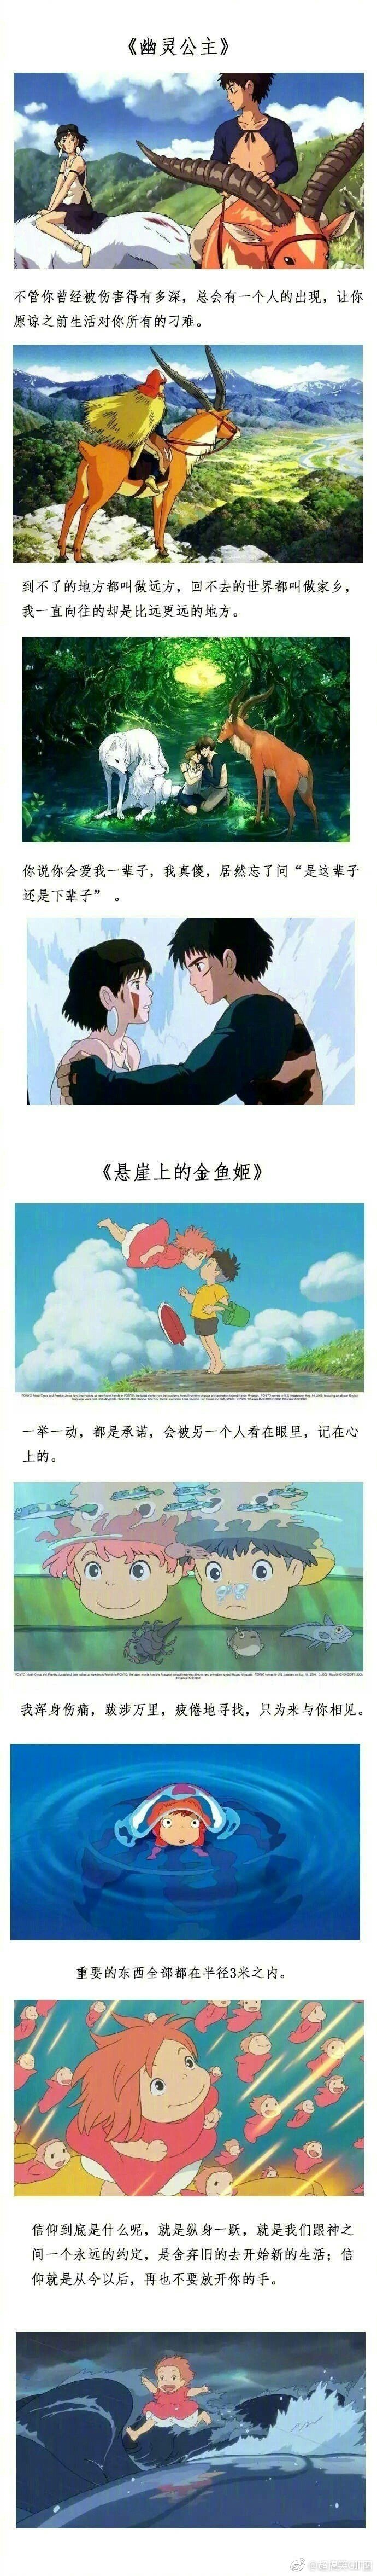 《幽灵公主》
不管你曾经被伤害得有多深，总会有一个人的出现，让你
原谅之前生活对你所有的刁难。
到不了的地方都叫做远方，回不去的世界都叫做家乡，
我一直向往的却是比远更远的地方。
你说你会爱我一辈子，我真傻，居然忘了问“是这辈子
还是下辈子” 。
《悬崖上的金鱼姬》
一举一动，都是承诺，会被另一个人看在眼里，记在心
上的。
我浑身伤痛，跋涉万里，疲倦地寻找，只为来与你相见。
重要的东西全部都在半径3米之内。
信仰到底是什么呢，就是纵身一跃，就是我们跟神之
间一个永远的约定，是舍弃旧的去开始新的生活；信
仰就是从今以后，再也不要放开你的手。